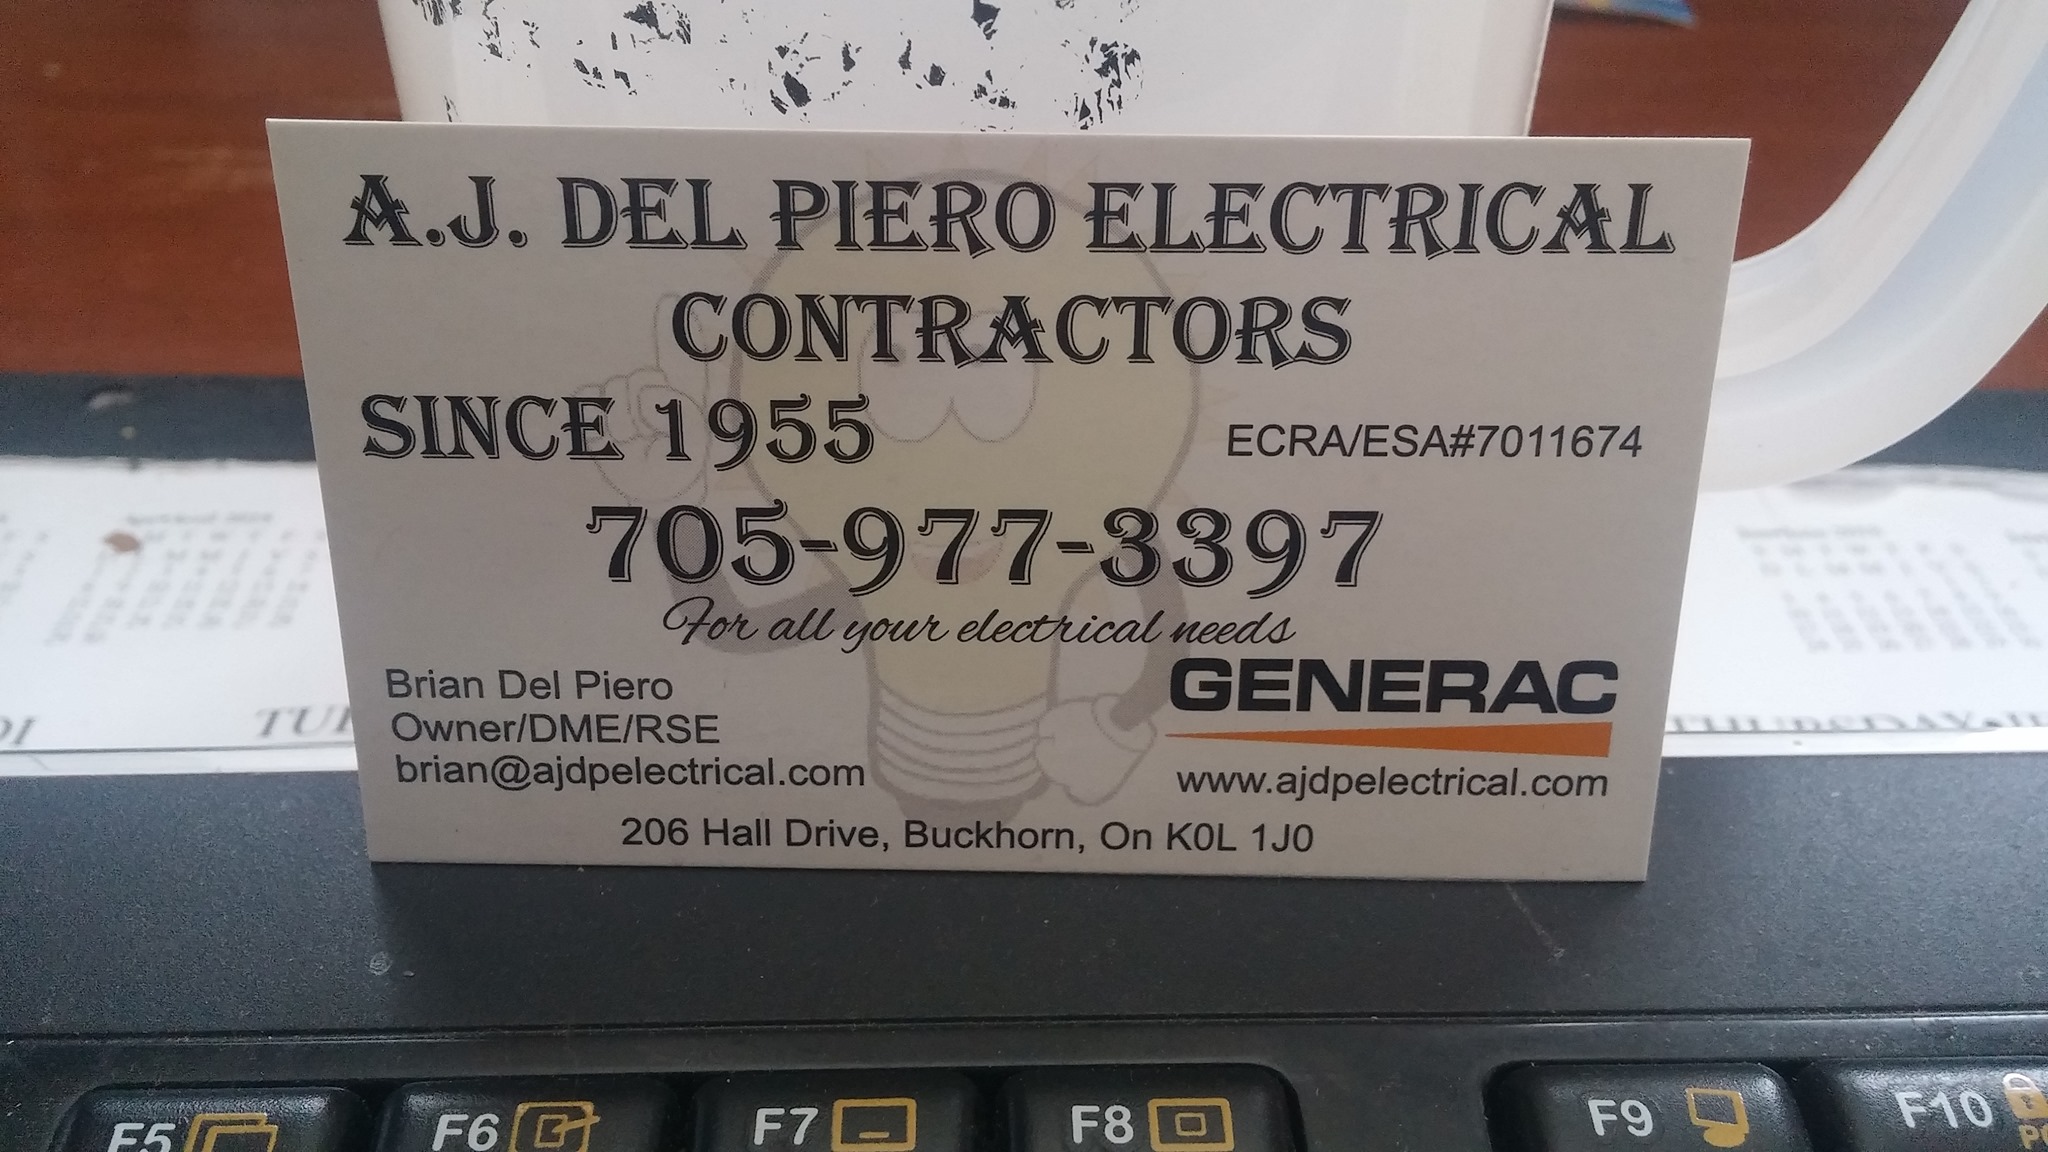 A.J. DEL PIERO ELECTRICAL
CONTRACTORS
SINCE 1955
ECRA/ESA#7011674
705-977-3397
For all your electrical needs
Brian Del Piero
Owner/DME/RSE
brian@ajdpelectrical.com
GENERAC
www.ajdpelectrical.com
206 Hall Drive, Buckhorn, On K0L 1J0
F5
F6
F7
F8
F9
F10